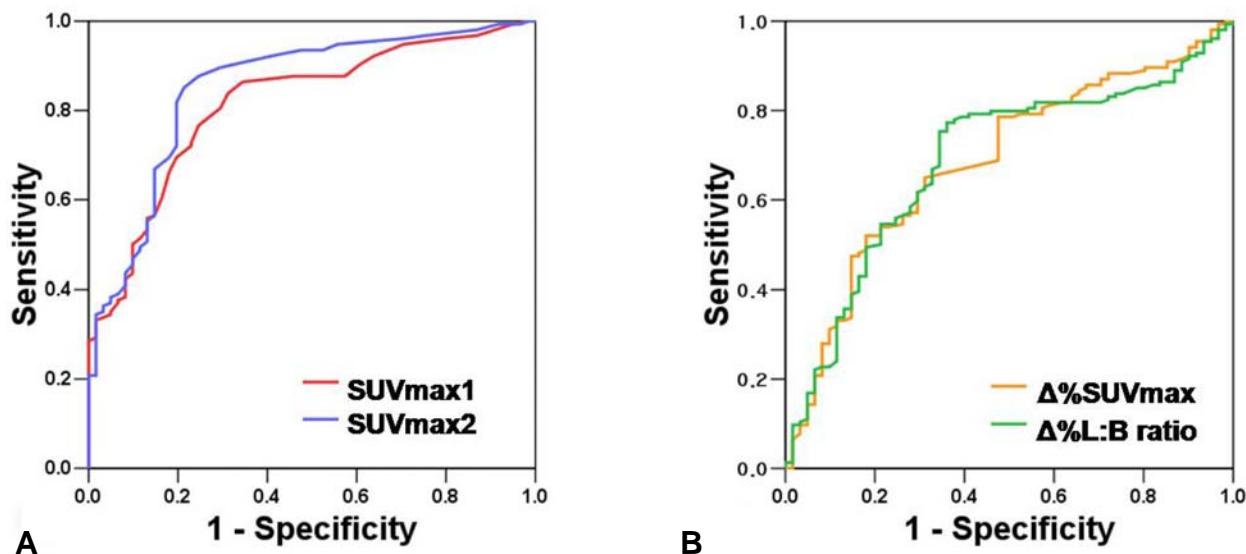 1.0
0.8
0.6
0.4
0.2
0.0
Sensitivity
SUVmax1
SUVmax2
0.0 0.2 0.4 0.6 0.8 1.0
1 - Specificity
A
1.0
0.8
0.6
0.4
0.2
0.0
Sensitivity
Δ%SUVmax
Δ%L:B ratio
0.0 0.2 0.4 0.6 0.8 1.0
1 - Specificity
B